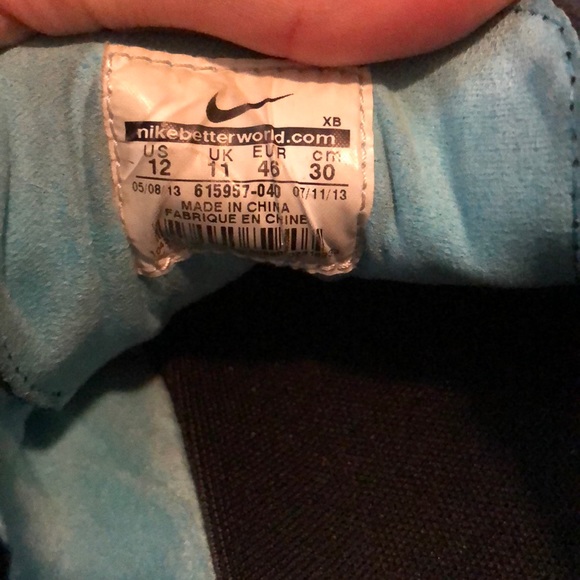 XB
nikebetterworld.com
US UK EUR cm
12 11 46 30
05/08/13 615957-040 07/11/13
MADE IN CHINA
FABRIQUE EN CHINE